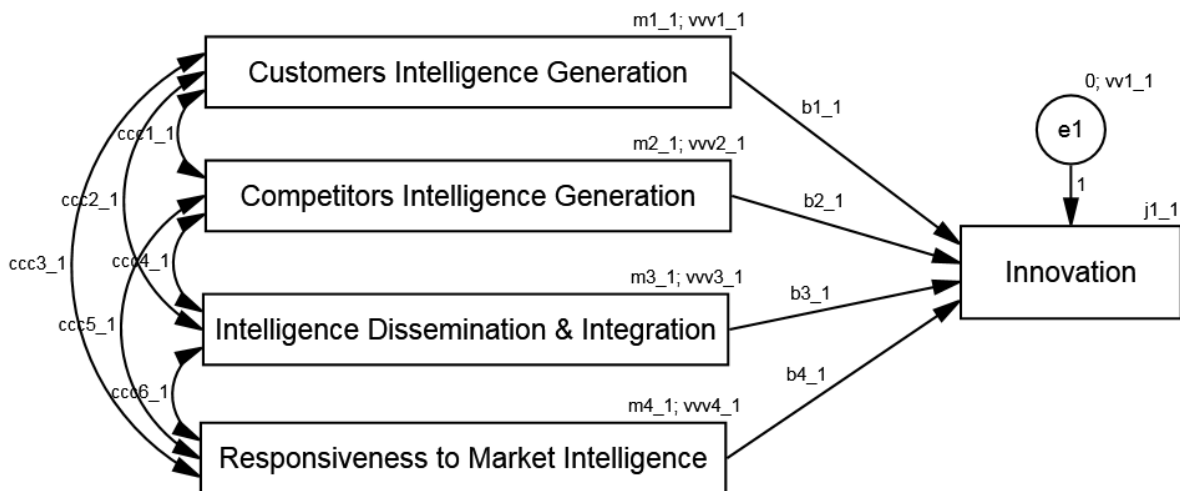 m1_1; vvv1_1
Customers Intelligence Generation
ccc1_1
b1_1
0; vv1_1
e1
1
m2_1; vvv2_1
Competitors Intelligence Generation
ccc2_1
b2_1
j1_1
Innovation
ccc3_1
ccc4_1
m3_1; vvv3_1
b3_1
Intelligence Dissemination & Integration
ccc5_1
b4_1
ccc6_1
m4_1; vvv4_1
Responsiveness to Market Intelligence